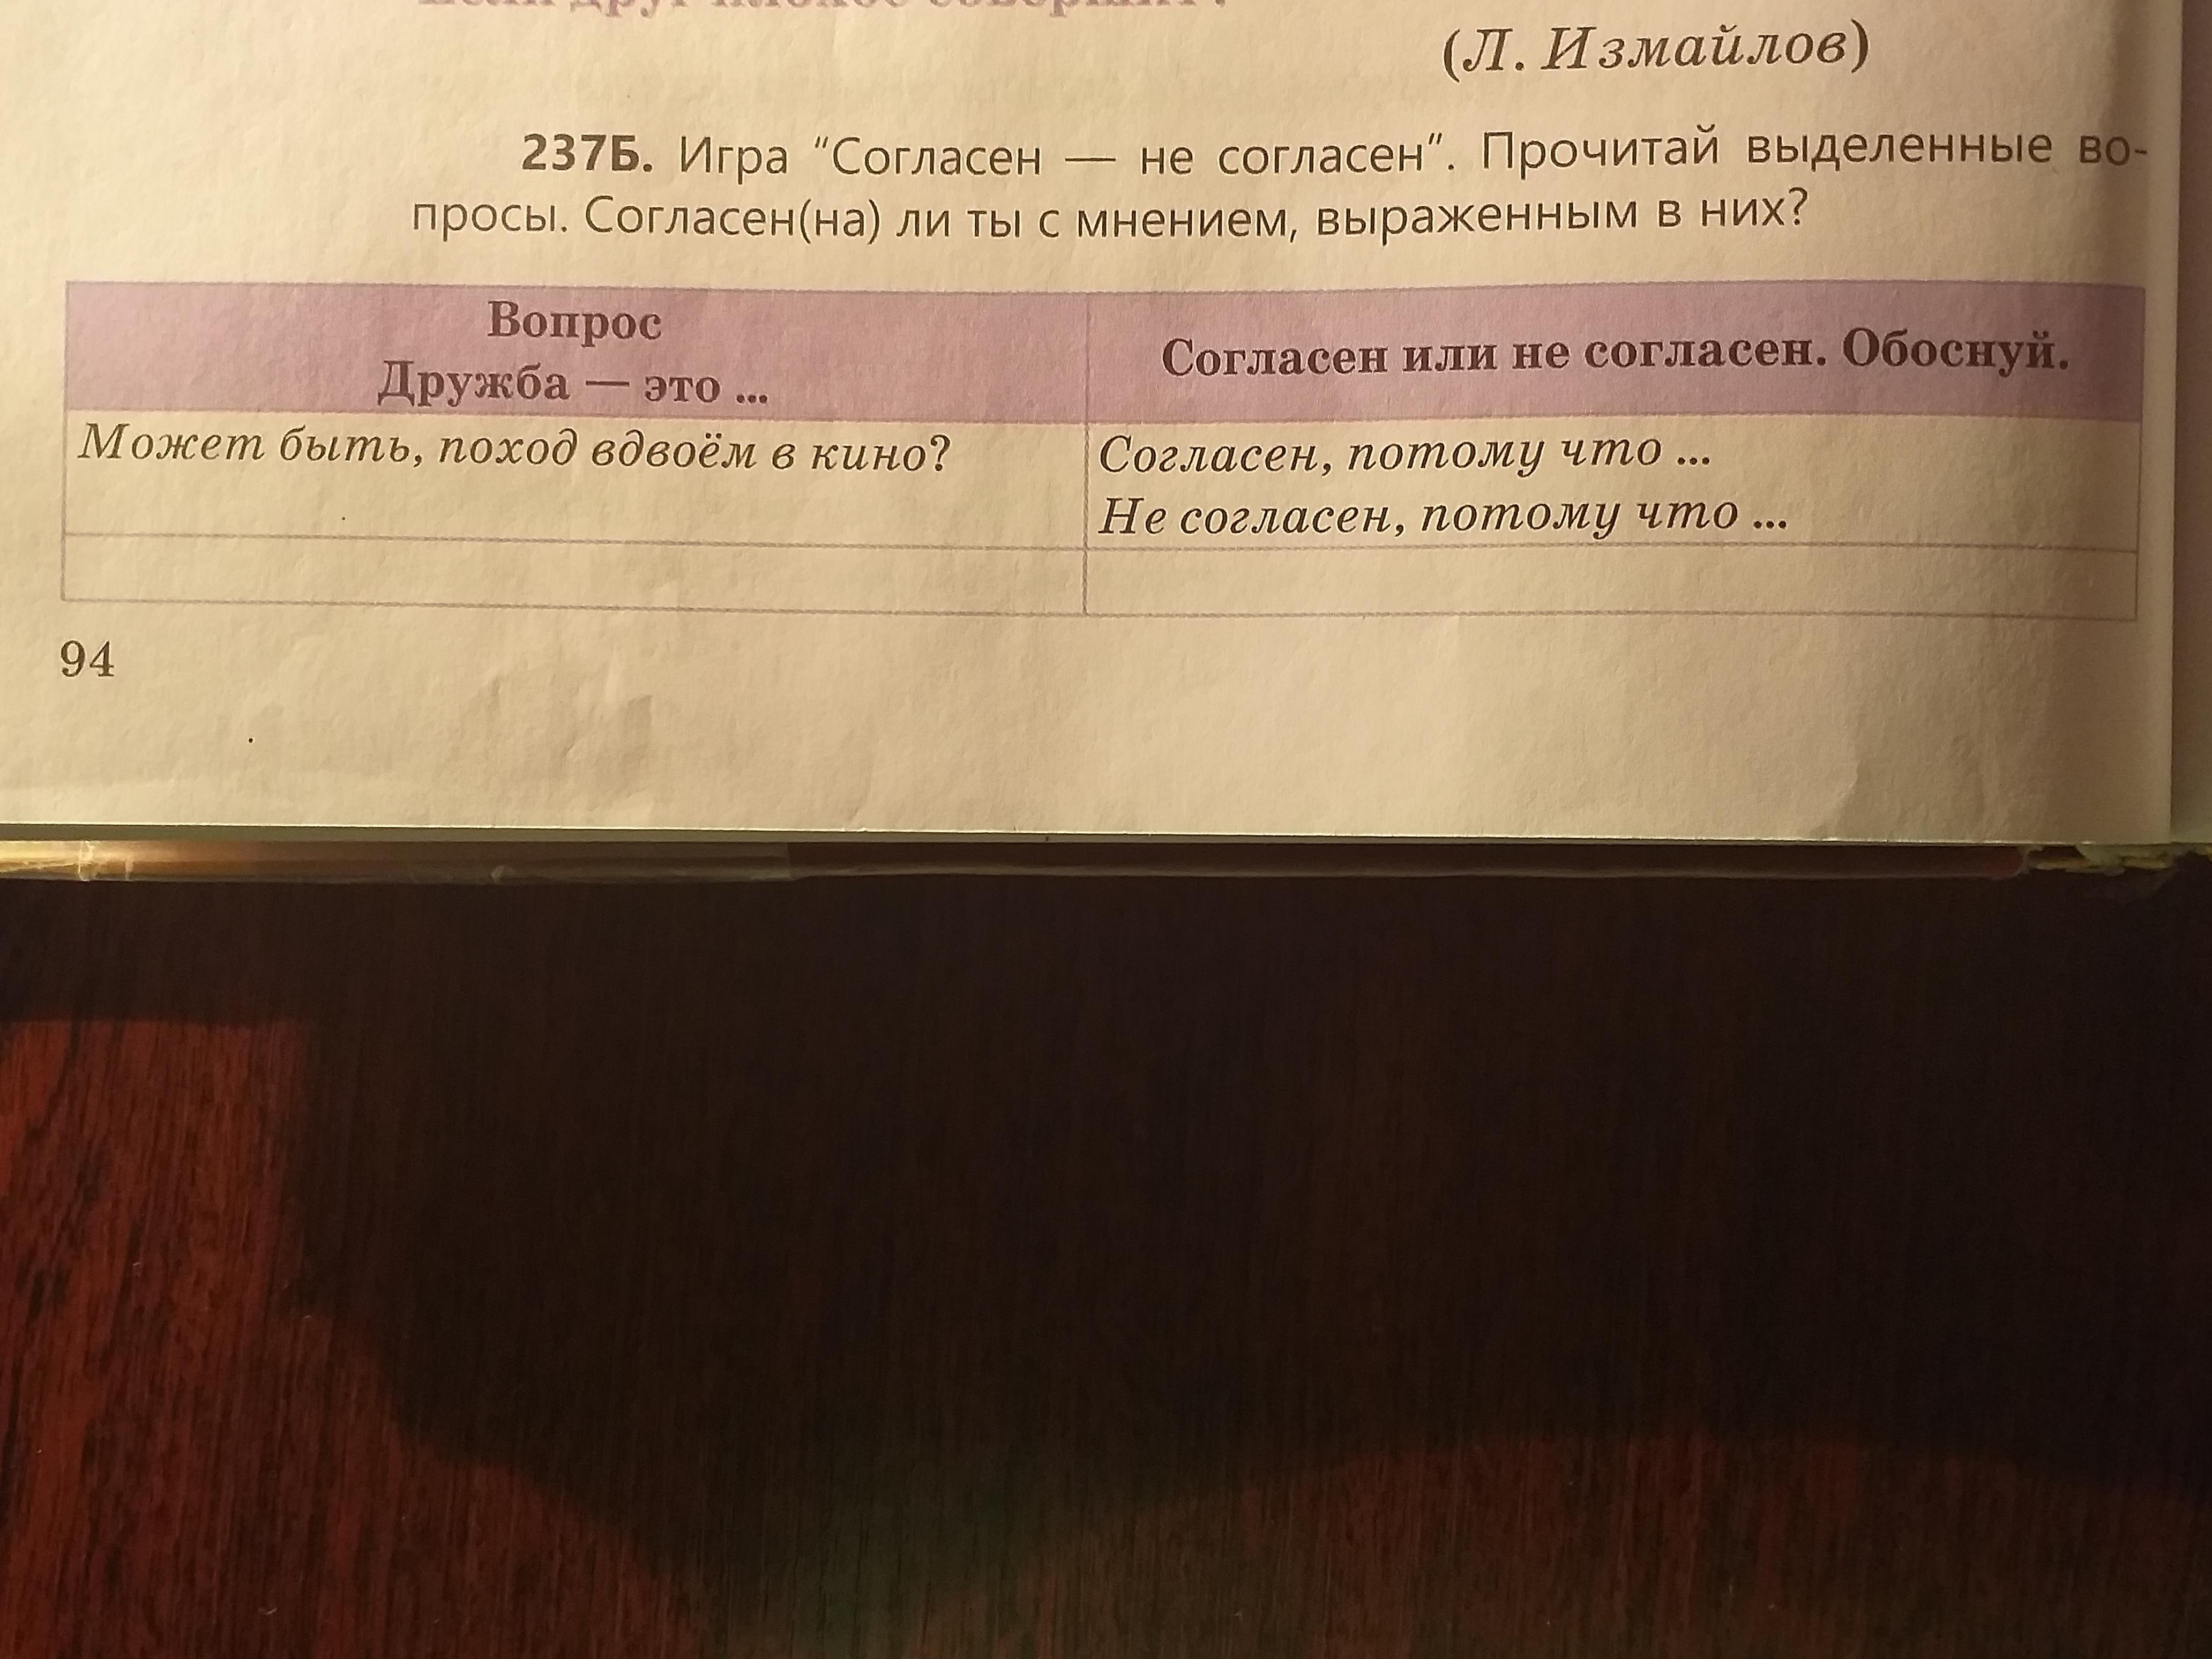 (Л. Измайлов)
237Б. Игра "Согласен — не согласен". Прочитай выделенные во-
просы. Согласен(на) ли ты с мнением, выраженным в них?
Вопрос
Дружба — это ...
Согласен или не согласен. Обоснуй.
Может быть, поход вдвоём в кино?
Согласен, потому что ...
Не согласен, потому что ...
94